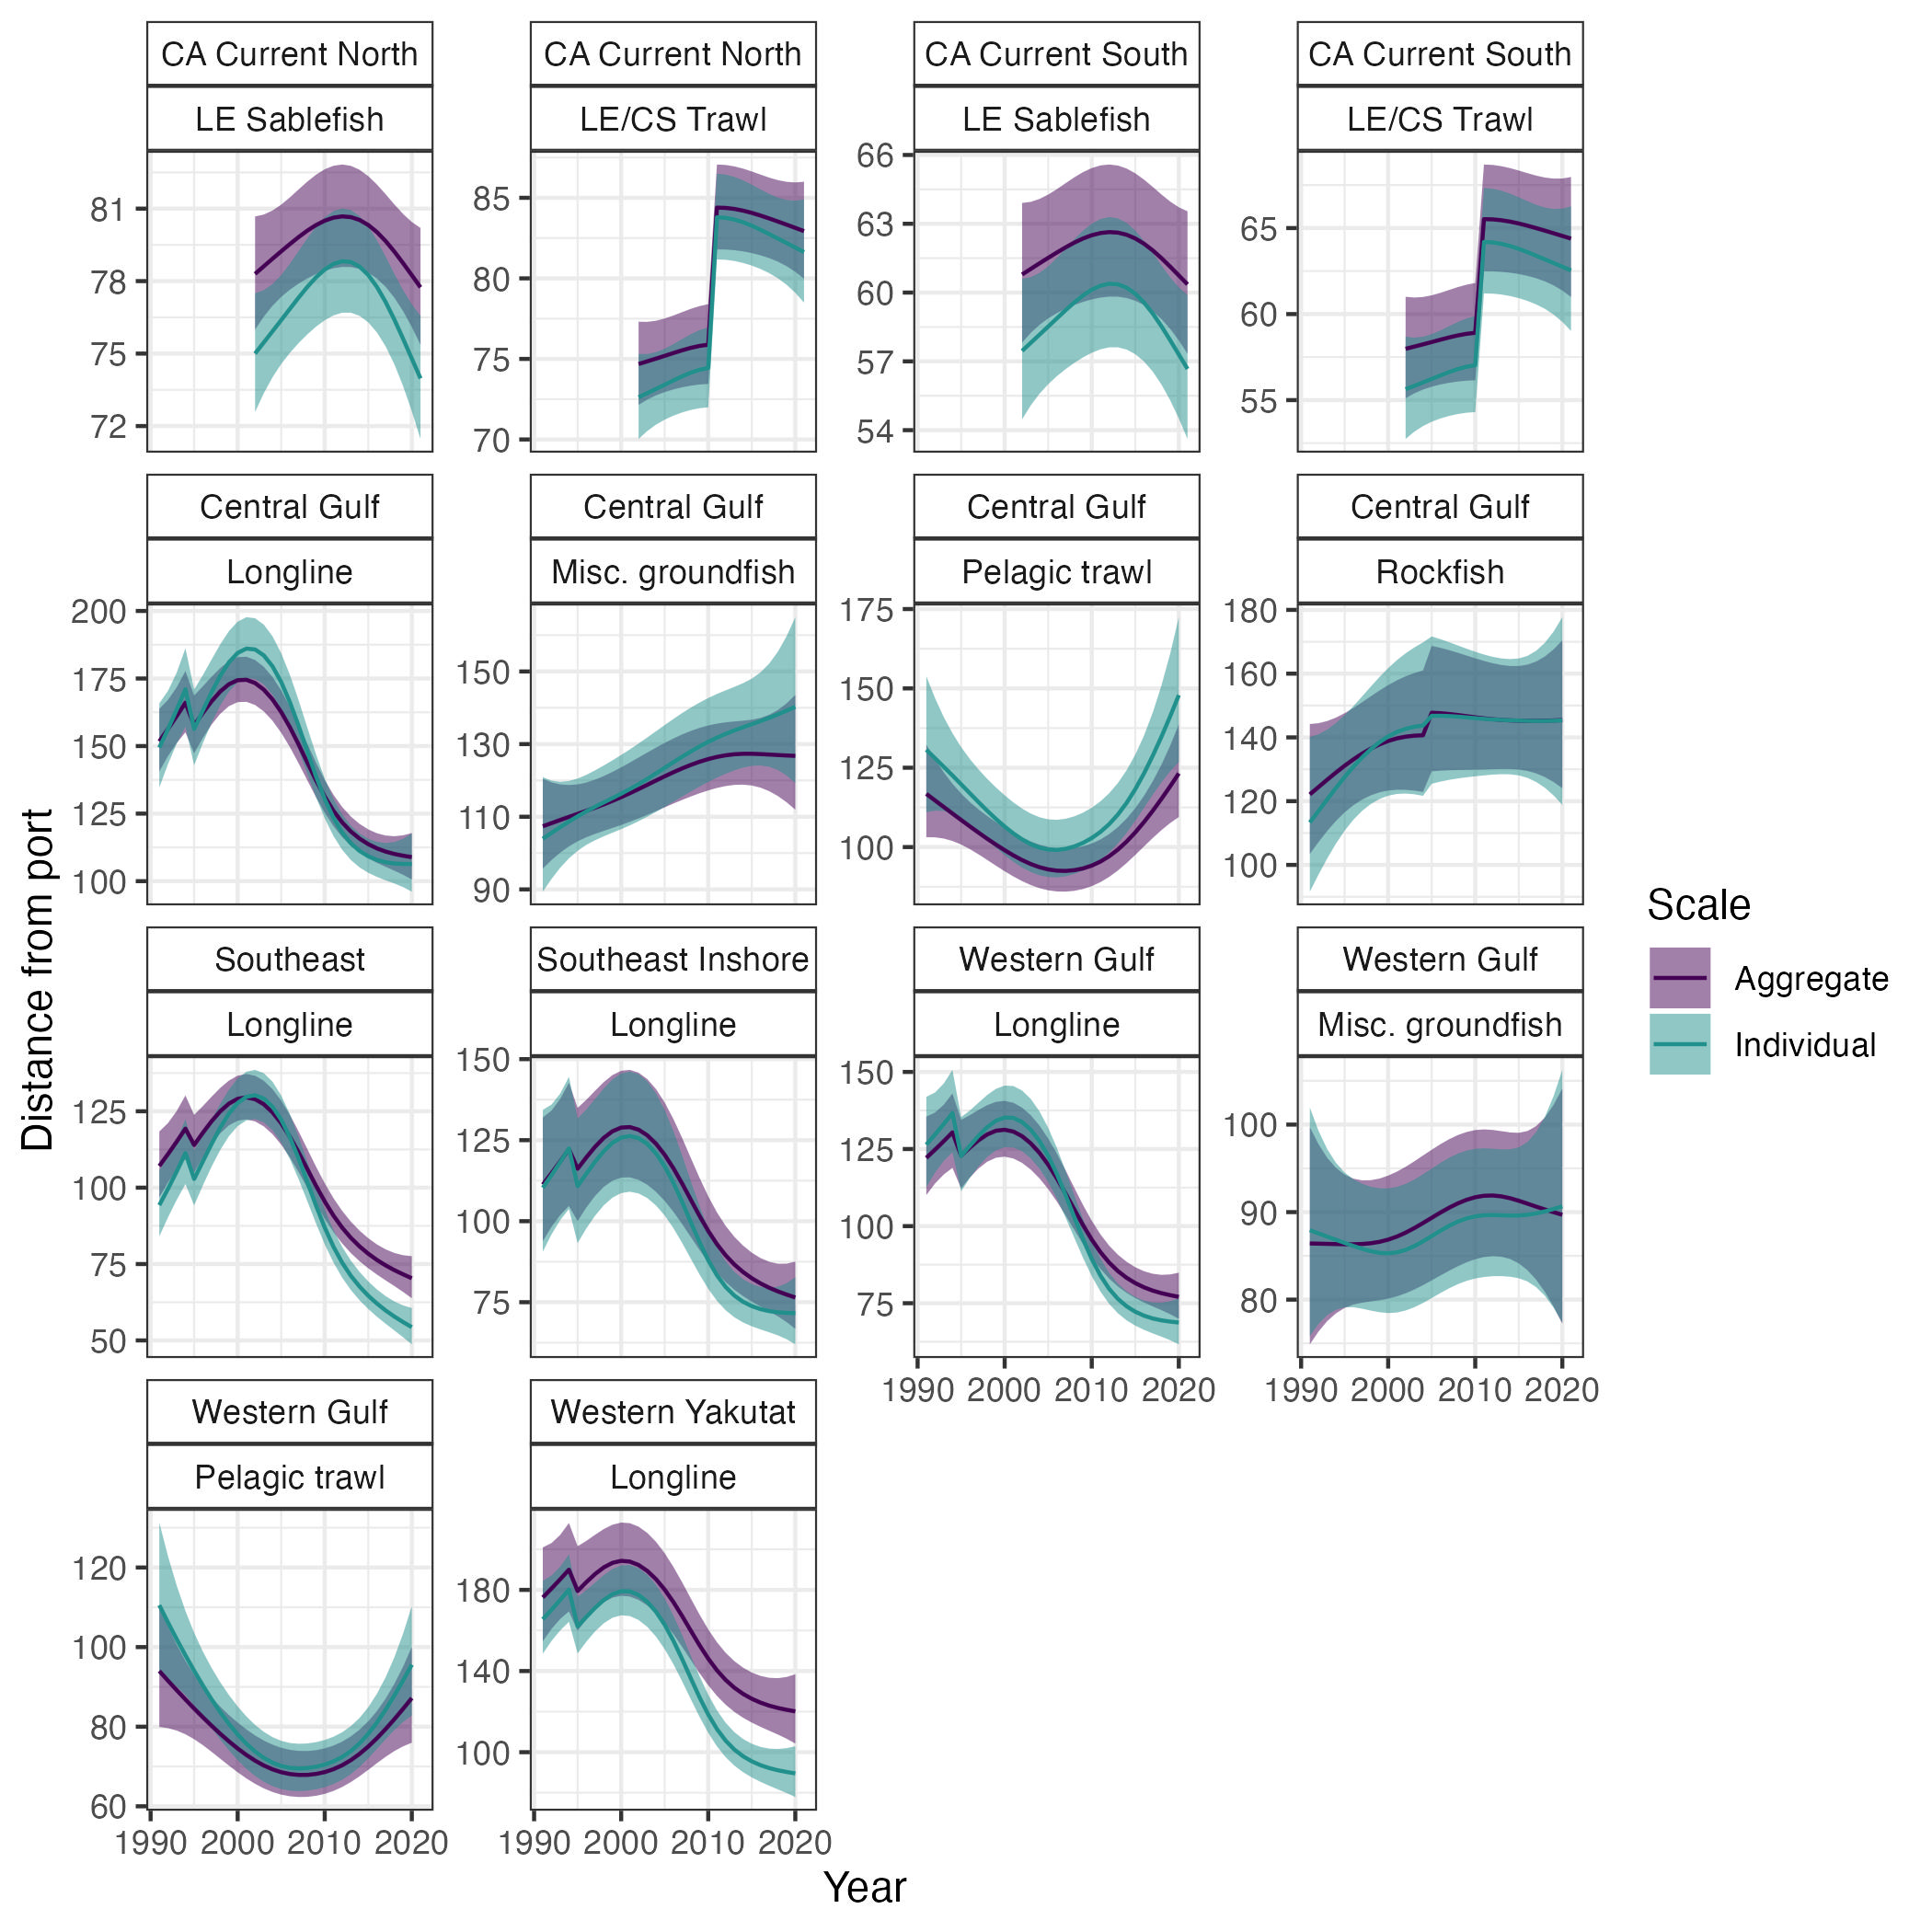 CA Current North
CA Current North
CA Current South
CA Current South
LE Sablefish
LE/CS Trawl
LE Sablefish
LE/CS Trawl
81
78
75
72
85
80
75
70
66
63
60
57
54
65
60
55
Central Gulf
Central Gulf
Central Gulf
Central Gulf
Longline
Misc. groundfish
Pelagic trawl
Rockfish
200
175
150
125
100
150
130
110
90
175
150
125
100
180
160
140
120
100
Southeast
Southeast Inshore
Western Gulf
Western Gulf
Longline
Longline
Longline
Misc. groundfish
125
100
75
50
150
125
100
75
150
125
100
75
100
90
80
1990 2000 2010 2020
1990 2000 2010 2020
Western Gulf
Western Yakutat
Pelagic trawl
Longline
120
100
80
60
180
140
100
1990 2000 2010 2020
1990 2000 2010 2020
Year
Distance from port
Scale
Aggregate
Individual